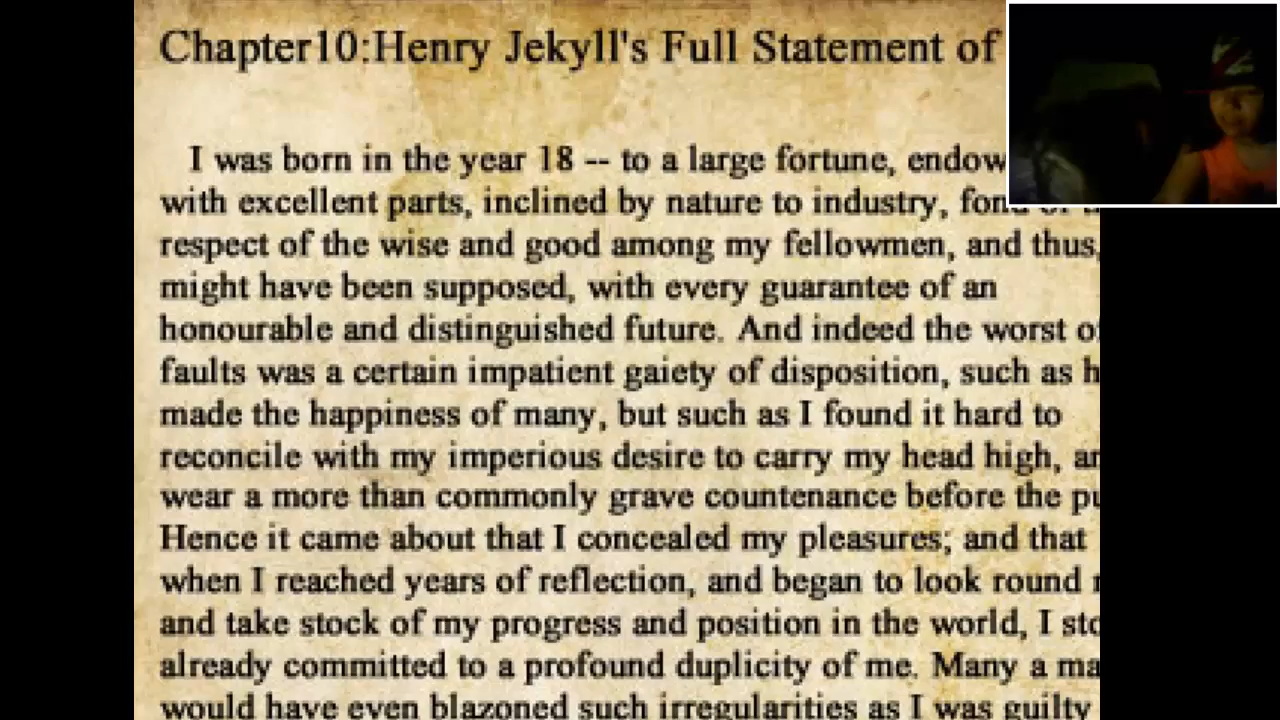 Chapter10:Henry Jekyll's Full Statement of
I was born in the year 18 -- to a large fortune,
with excellent parts, inclined by nature to industry,
respect of the wise and good among my fellowmen, and thus,
might have been supposed, with every guarantee of an
honourable and distinguished future. And indeed the worst
faults was a certain impatient gaiety of disposition, such as
made the happiness of many, but such as I found it hard to
reconcile with my imperious desire to carry my head high,
wear a more than commonly grave countenance before the
Hence it came about that I concealed my pleasures; and that
when I reached years of reflection, and began to look round
and take stock of my progress and position in the world, I
already committed to a profound duplicity of me. Many a
would have even blazoned such irregularities as I was guilty